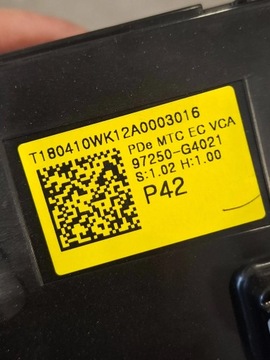 T180410WK12A0003016
PDe MTC EC VCA
97250-G4021
S:1.02 H:1.00
P42